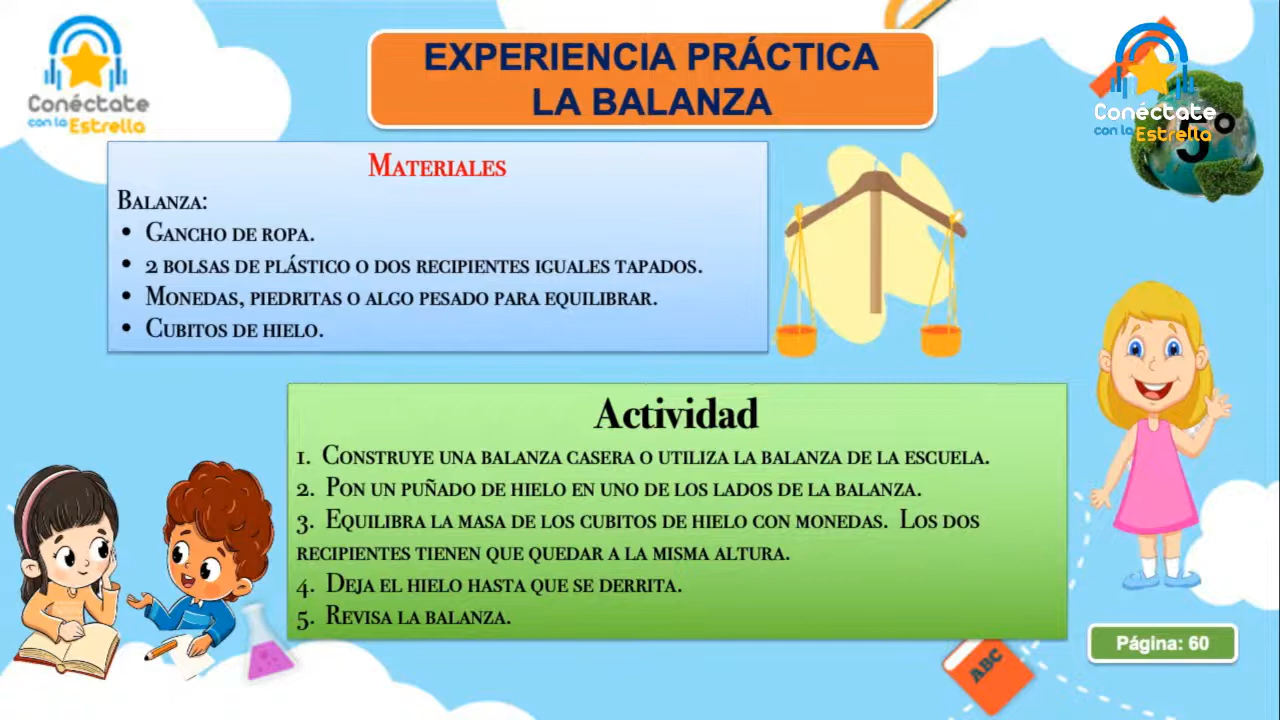 EXPERIENCIA PRÁCTICA
LA BALANZA
Conéctate
con la Estrella
Conéctate
con la Estrella
5°
MATERIALES
BALANZA:
• GANCHO DE ROPA.
• 2 BOLSAS DE PLÁSTICO O DOS RECIPIENTES IGUALES TAPADOS.
• MONEDAS, PIEDRITAS O ALGO PESADO PARA EQUILIBRAR.
• CUBITOS DE HIELO.
Actividad
1. CONSTRUYE UNA BALANZA CASERA O UTILIZA LA BALANZA DE LA ESCUELA.
2. PON UN PUÑADO DE HIELO EN UNO DE LOS LADOS DE LA BALANZA.
3. EQUILIBRA LA MASA DE LOS CUBITOS DE HIELO CON MONEDAS. LOS DOS
RECIPIENTES TIENEN QUE QUEDAR A LA MISMA ALTURA.
4. DEJA EL HIELO HASTA QUE SE DERRITA.
5. REVISA LA BALANZA.
Página: 60
ABC